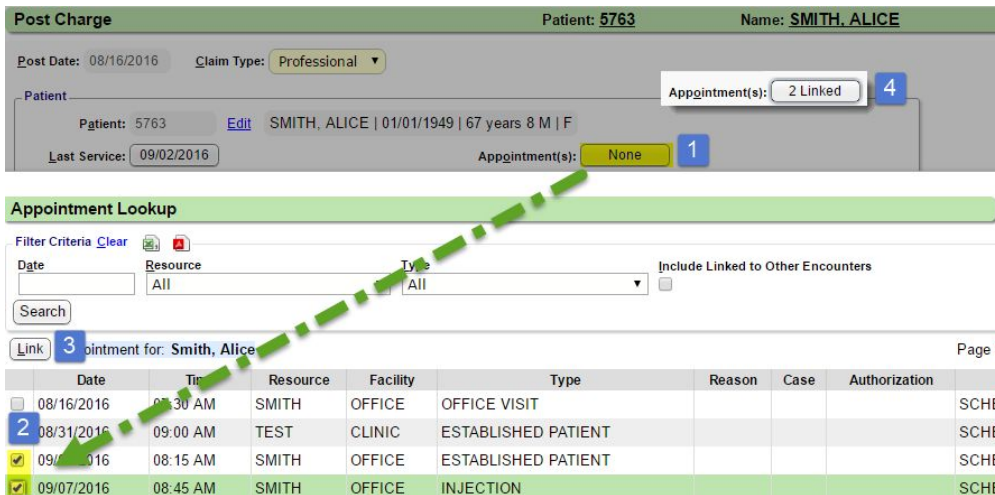 Post Charge Patient: 5763 Name: SMITH, ALICE
Post Date: 08/16/2016 Claim Type: Professional
Appointment(s): 2 Linked 4
Patient
Patient: 5763 Edit SMITH, ALICE | 01/01/1949 | 67 years 8 M | F
Last Service: 09/02/2016 Appointment(s): None 1
Appointment Lookup
Filter Criteria Clear
Date Resource Type Include Linked to Other Encounters
All All
Search
Link 3 ointment for: Smith, Alice Page
Date Resource Facility Type Reason Case Authorization
08/16/2016 30 AM SMITH OFFICE OFFICE VISIT SCHE
2 08/31/2016 09:00 AM TEST CLINIC ESTABLISHED PATIENT SCHE
09/ 2016 08:15 AM SMITH OFFICE ESTABLISHED PATIENT SCHE
09/07/2016 08:45 AM SMITH OFFICE INJECTION SCHE